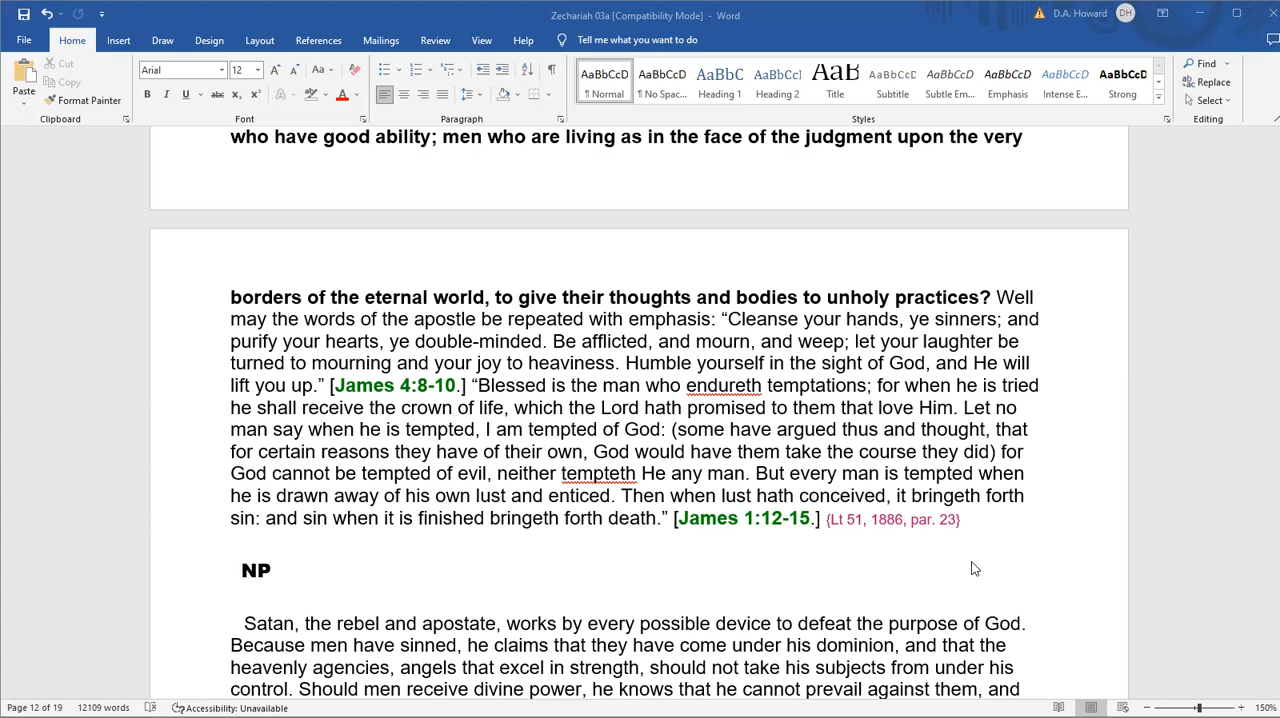 Zechariah 03a [Compatibility Mode] - Word
D.A. Howard DH
File Home Insert Draw Design Layout References Mailings Review View Help Tell me what you want to do
Paste
Cut
Copy
Format Painter
Clipboard
Arial 12
Font
Paragraph
AaBbCcD ¶ Normal
AaBbCcD ¶ No Spac...
AaBbC Heading 1
AaBbCc Heading 2
AaB Title
AaBbCcD Subtitle
AaBbCcD Subtle Em...
AaBbCcD Emphasis
AaBbCcD Intense E...
AaBbCc Strong
Styles
Find
Replace
Select
Editing
who have good ability; men who are living as in the face of the judgment upon the very
borders of the eternal world, to give their thoughts and bodies to unholy practices? Well
may the words of the apostle be repeated with emphasis: “Cleanse your hands, ye sinners; and
purify your hearts, ye double-minded. Be afflicted, and mourn, and weep; let your laughter be
turned to mourning and your joy to heaviness. Humble yourself in the sight of God, and He will
lift you up.” [James 4:8-10.] “Blessed is the man who endureth temptations; for when he is tried
he shall receive the crown of life, which the Lord hath promised to them that love Him. Let no
man say when he is tempted, I am tempted of God: (some have argued thus and thought, that
for certain reasons they have of their own, God would have them take the course they did) for
God cannot be tempted of evil, neither tempteth He any man. But every man is tempted when
he is drawn away of his own lust and enticed. Then when lust hath conceived, it bringeth forth
sin: and sin when it is finished bringeth forth death.” [James 1:12-15.] {Lt 51, 1886, par. 23}
NP
Satan, the rebel and apostate, works by every possible device to defeat the purpose of God.
Because men have sinned, he claims that they have come under his dominion, and that the
heavenly agencies, angels that excel in strength, should not take his subjects from under his
control. Should men receive divine power, he knows that he cannot prevail against them, and
Page 12 of 19 12109 words Accessibility: Unavailable 150%